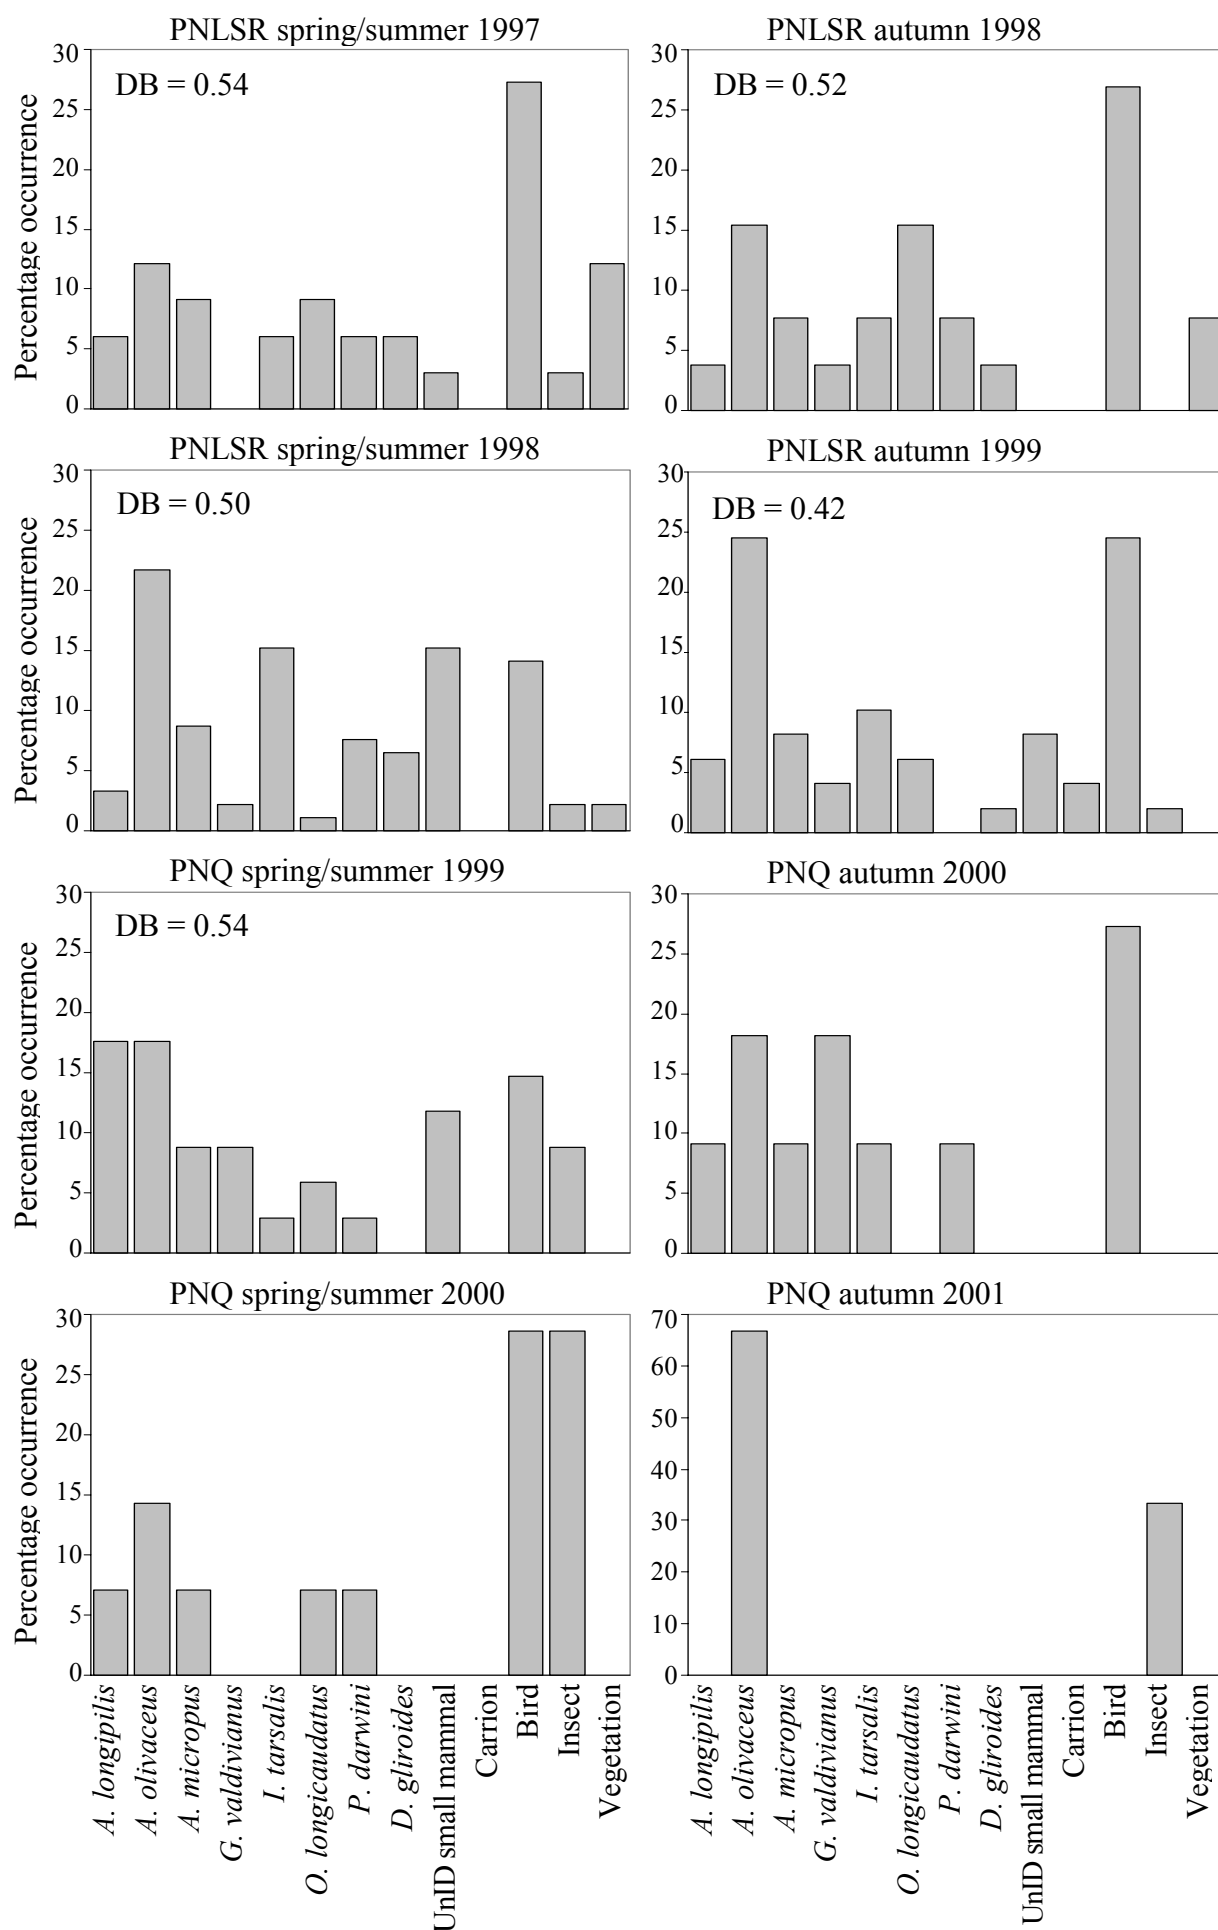 PNLSR spring/summer 1997
DB = 0.54
Percentage occurrence
30
25
20
15
10
5
0
PNLSR autumn 1998
DB = 0.52
30
25
20
15
10
5
0
PNLSR spring/summer 1998
DB = 0.50
Percentage occurrence
30
25
20
15
10
5
0
PNLSR autumn 1999
DB = 0.42
30
25
20
15
10
5
0
PNQ spring/summer 1999
DB = 0.54
Percentage occurrence
30
25
20
15
10
5
0
PNQ autumn 2000
30
25
20
15
10
5
0
PNQ spring/summer 2000
Percentage occurrence
30
25
20
15
10
5
0
A. longipilis
A. olivaceus
A. micropus
G. valdivianus
I. tarsalis
O. longicaudatus
P. darwini
D. gliroides
UnID small mammal
Carrion
Bird
Insect
Vegetation
PNQ autumn 2001
70
60
50
40
30
20
10
0
A. longipilis
A. olivaceus
A. micropus
G. valdivianus
I. tarsalis
O. longicaudatus
P. darwini
D. gliroides
UnID small mammal
Carrion
Bird
Insect
Vegetation